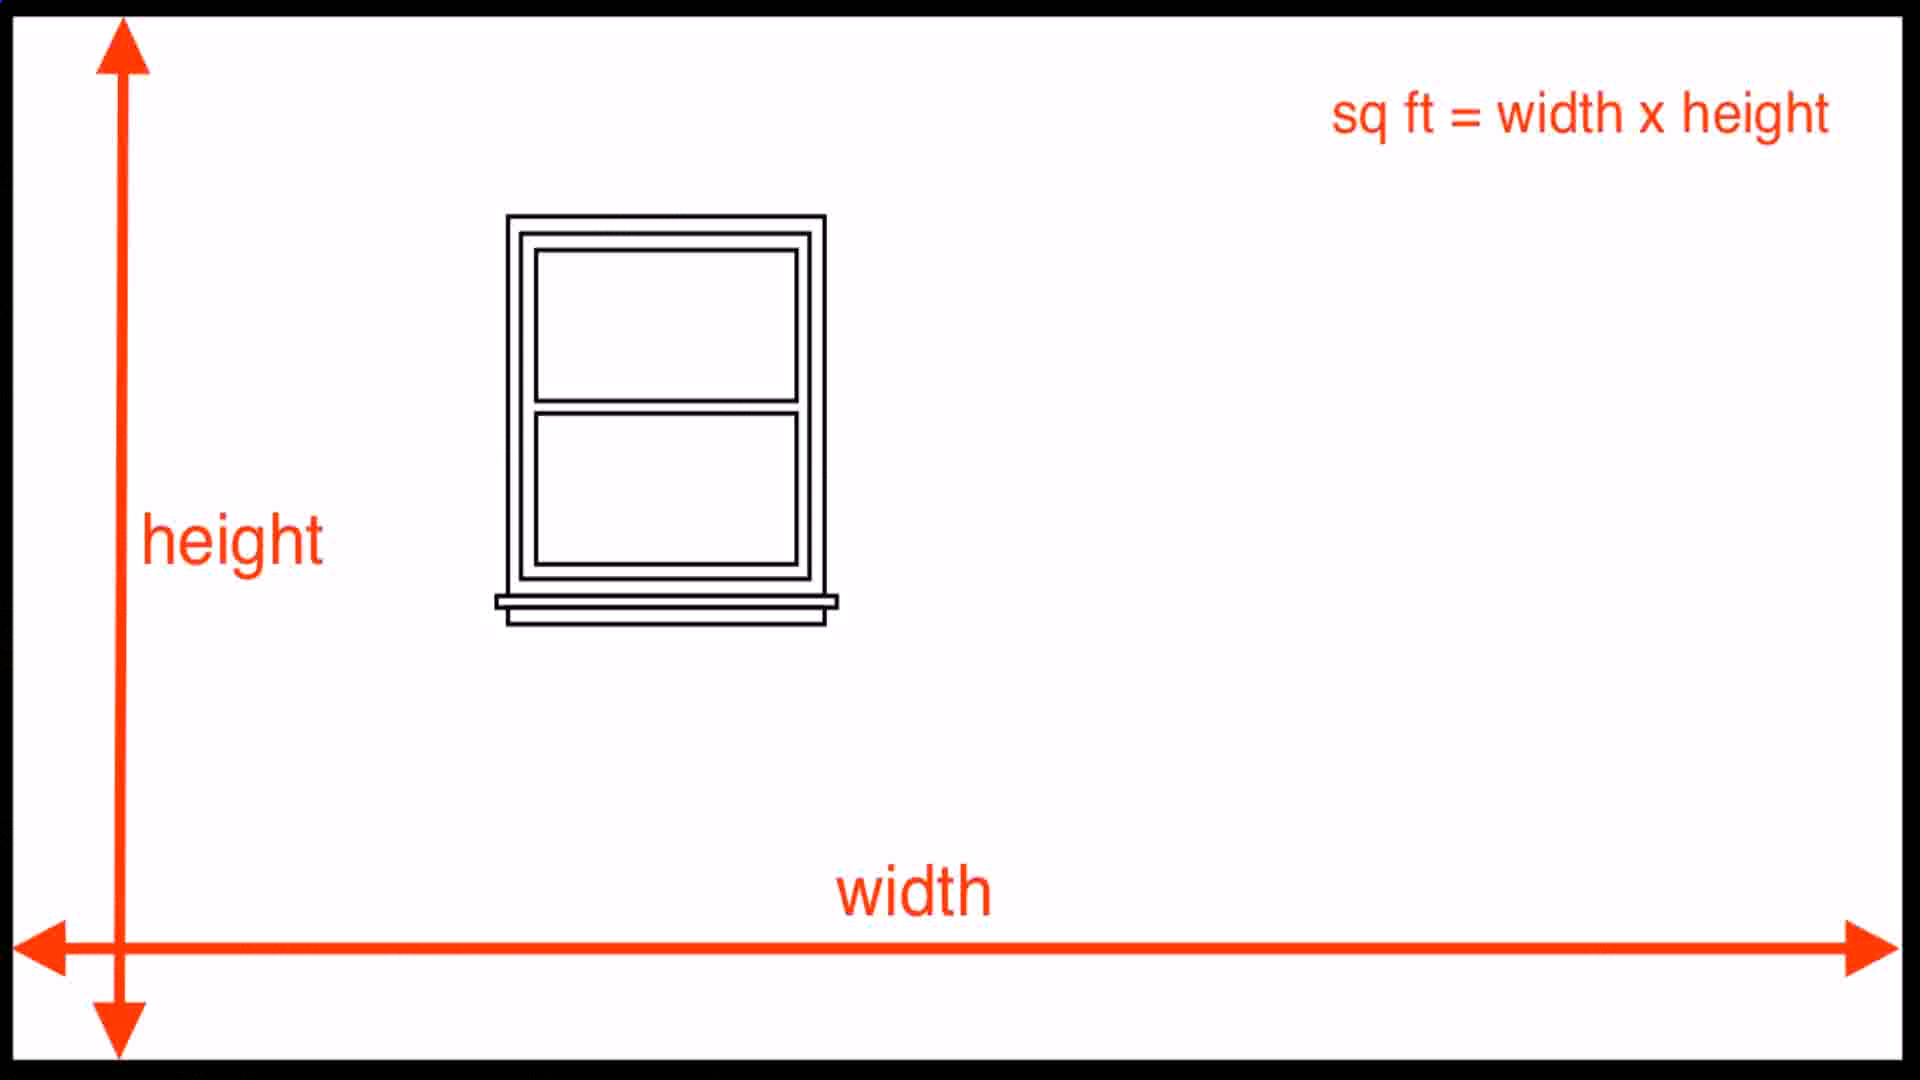 sq ft = width x height
height
width